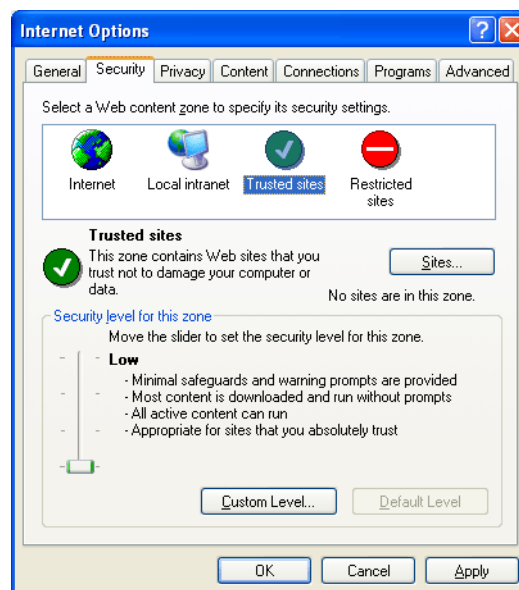 Internet Options
General Security Privacy Content Connections Programs Advanced
Select a Web content zone to specify its security settings.
Internet Local intranet Trusted sites Restricted sites
Trusted sites
This zone contains Web sites that you
trust not to damage your computer or
data.
Sites...
No sites are in this zone.
Security level for this zone
Move the slider to set the security level for this zone.
Low
- Minimal safeguards and warning prompts are provided
- Most content is downloaded and run without prompts
- All active content can run
- Appropriate for sites that you absolutely trust
Custom Level... Default Level
OK Cancel Apply